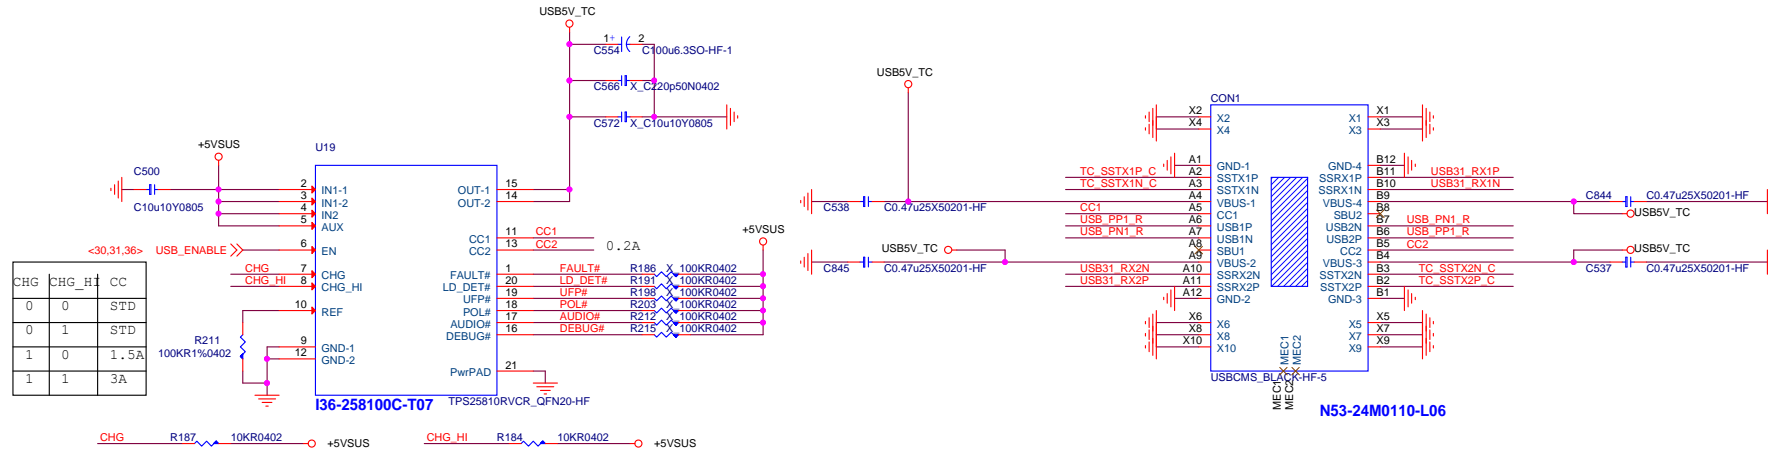 USB5V_TC
1 + 2
C554 C100u6.3SO-HF-1
C566 X_C220p50N0402
C572 X_C10u10Y0805
+5VSUS
C500
C10u10Y0805
U19
2 IN1-1
3 IN1-2
4 IN2
5 AUX
<30,31,36> USB_ENABLE 6 EN
CHG 7 CHG
CHG_HI 8 CHG_HI
10 REF
9 GND-1
12 GND-2
R211
100KR1%0402
OUT-1 15
OUT-2 14
CC1 11 CC1
CC2 13 CC2
0.2A
+5VSUS
FAULT# 1 FAULT# R186 X 100KR0402
LD_DET# 20 LD_DET# R191 X 100KR0402
UFP# 19 UFP# R198 X 100KR0402
POL# 18 POL# R203 X 100KR0402
AUDIO# 17 AUDIO# R212 X 100KR0402
DEBUG# 16 DEBUG# R215 X 100KR0402
PwrPAD 21
I36-258100C-T07
TPS25810RVCR_QFN20-HF
CHG CHG_HI CC
0 0 STD
0 1 STD
1 0 1.5A
1 1 3A
CHG R187 10KR0402 +5VSUS
CHG_HI R184 10KR0402 +5VSUS
USB5V_TC
C538 C0.47u25X50201-HF
USB5V_TC
C845 C0.47u25X50201-HF
CON1
X2 X2
X4 X4
A1 GND-1
TC_SSTX1P_C A2 SSTX1P
TC_SSTX1N_C A3 SSTX1N
A4 VBUS-1
CC1 A5 CC1
USB_PP1_R A6 USB1P
USB_PN1_R A7 USB1N
A8 SBU1
A9 VBUS-2
USB31_RX2N A10 SSRX2N
USB31_RX2P A11 SSRX2P
A12 GND-2
X6 X6
X8 X8
X10 X10
X1 X1
X3 X3
GND-4 B12
SSRX1P B11 USB31_RX1P
SSRX1N B10 USB31_RX1N
VBUS-4 B9
SBU2 B8
USB2N B7 USB_PN1_R
USB2P B6 USB_PP1_R
CC2 B5 CC2
VBUS-3 B4
SSTX2N B3 TC_SSTX2N_C
SSTX2P B2 TC_SSTX2P_C
GND-3 B1
X5 X5
X7 X7
X9 X9
MEC1 MEC2
MEC1 MEC2
USBCMS_BLACK-HF-5
N53-24M0110-L06
C844 C0.47u25X50201-HF
USB5V_TC
USB5V_TC
C537 C0.47u25X50201-HF